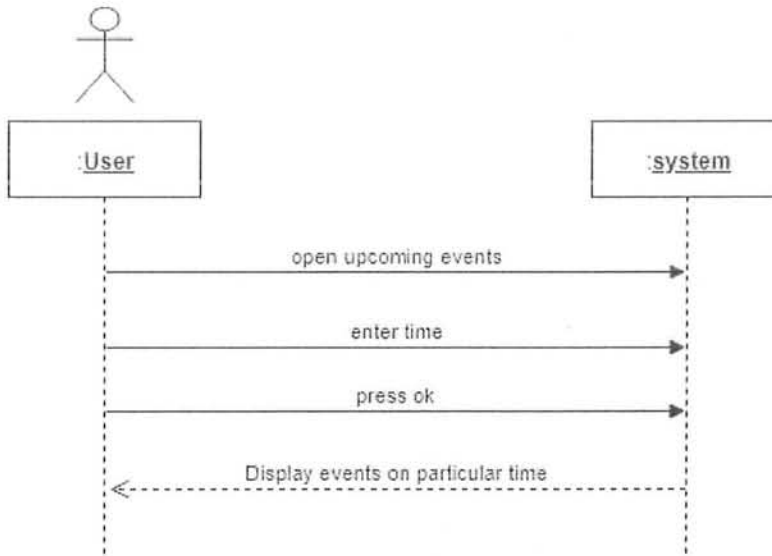 :User
:system
open upcoming events
enter time
press ok
Display events on particular time